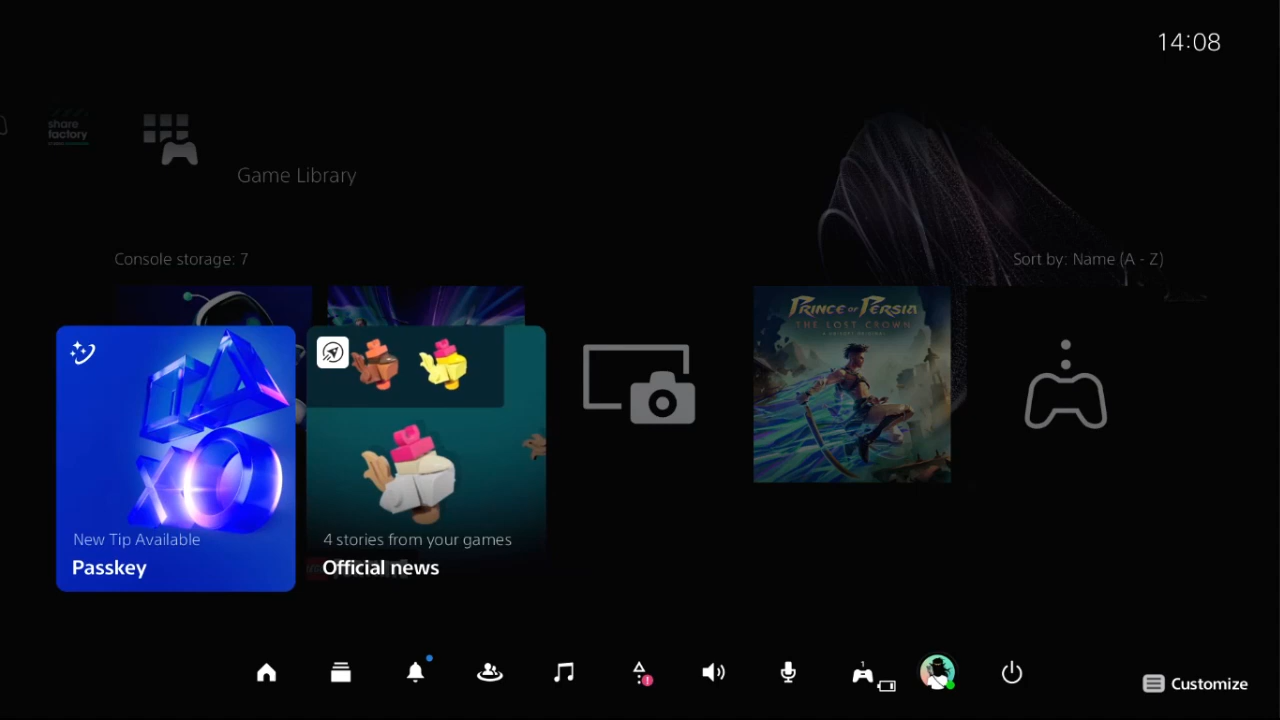 14:08
share
factory
Game Library
Console storage: 7
Sort by: Name (A - Z)
PRINCE OF PERSIA
THE LOST CROWN
New Tip Available
Passkey
4 stories from your games
Official news
1
!
Customize